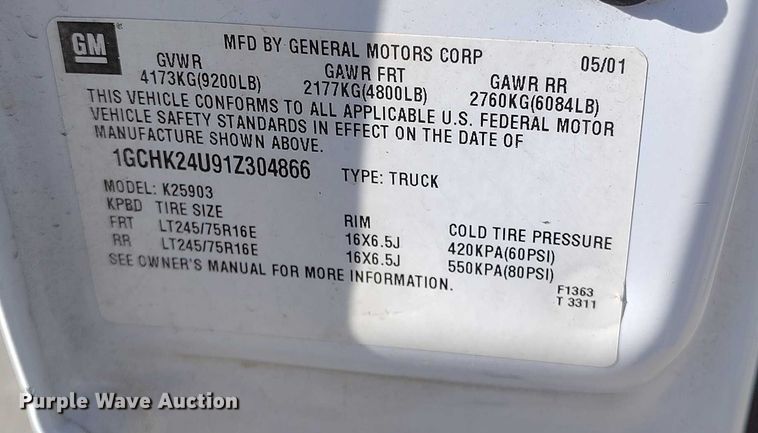 GM
MFD BY GENERAL MOTORS CORP 05/01
GVWR GAWR FRT GAWR RR
4173KG(9200LB) 2177KG(4800LB) 2760KG(6084LB)
THIS VEHICLE CONFORMS TO ALL APPLICABLE U.S. FEDERAL MOTOR
VEHICLE SAFETY STANDARDS IN EFFECT ON THE DATE OF
MANUFACTURE SHOWN ABOVE.
1GCHK24U91Z304866 TYPE: TRUCK
MODEL: K25903
KPBD TIRE SIZE RIM COLD TIRE PRESSURE
FRT LT245/75R16E 16X6.5J 420KPA(60PSI)
RR LT245/75R16E 16X6.5J 550KPA(80PSI)
SEE OWNER'S MANUAL FOR MORE INFORMATION.
F1363
T 3311
Purple Wave Auction